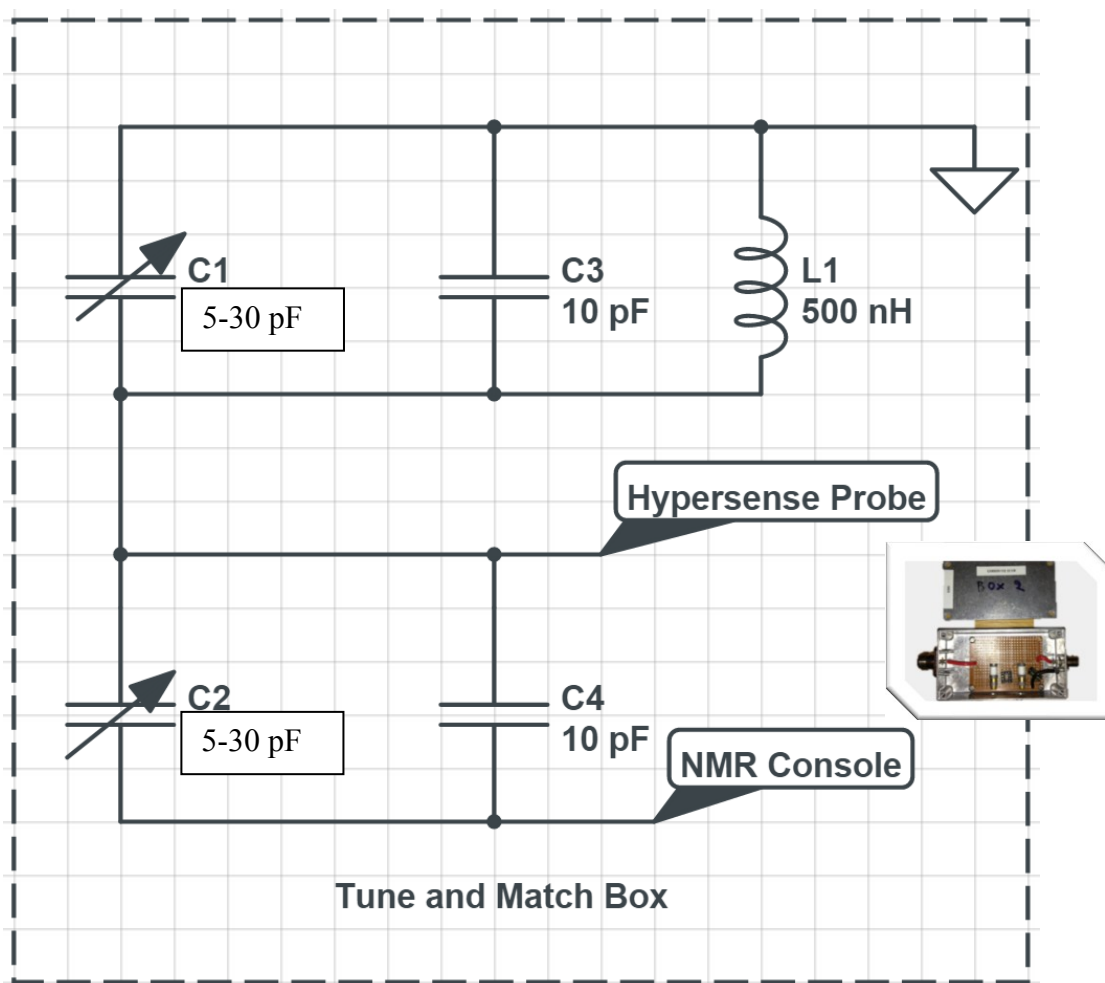 C1
5-30 pF
C3
10 pF
L1
500 nH
Hypersense Probe
BOX 2
C2
5-30 pF
C4
10 pF
NMR Console
Tune and Match Box